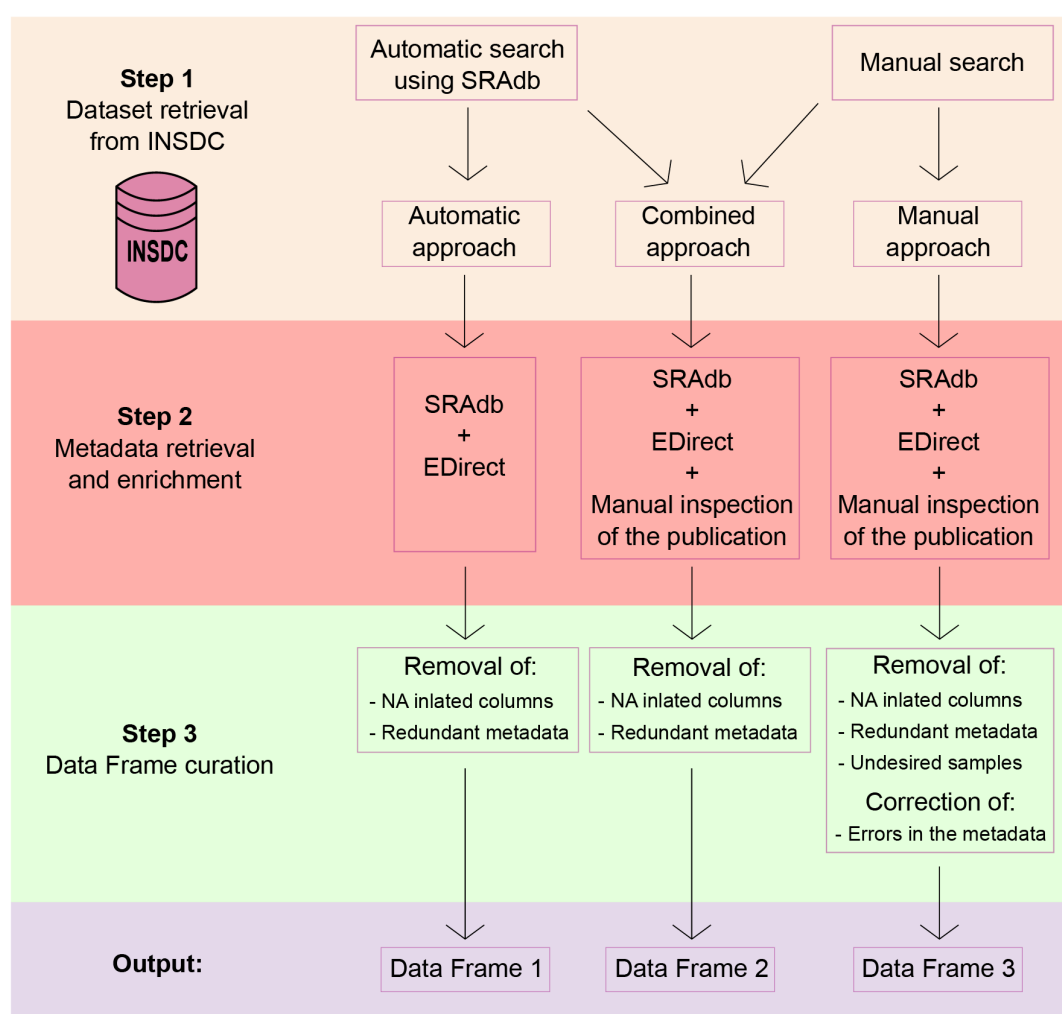 Step 1
Dataset retrieval
from INSDC
INSDC
Automatic search
using SRAdb
Manual search
Automatic
approach
Combined
approach
Manual
approach
Step 2
Metadada retrieval
and enrichment
SRAdb
+
EDirect
SRAdb
+
EDirect
+
Manual inspection
of the publication
SRAdb
+
EDirect
+
Manual inspection
of the publication
Step 3
Data Frame curation
Removal of:
- NA inlated columns
- Redundant metadata
Removal of:
- NA inlated columns
- Redundant metadata
Removal of:
- NA inlated columns
- Redundant metadata
- Undesired samples
Correction of:
- Errors in the metadata
Output:
Data Frame 1
Data Frame 2
Data Frame 3